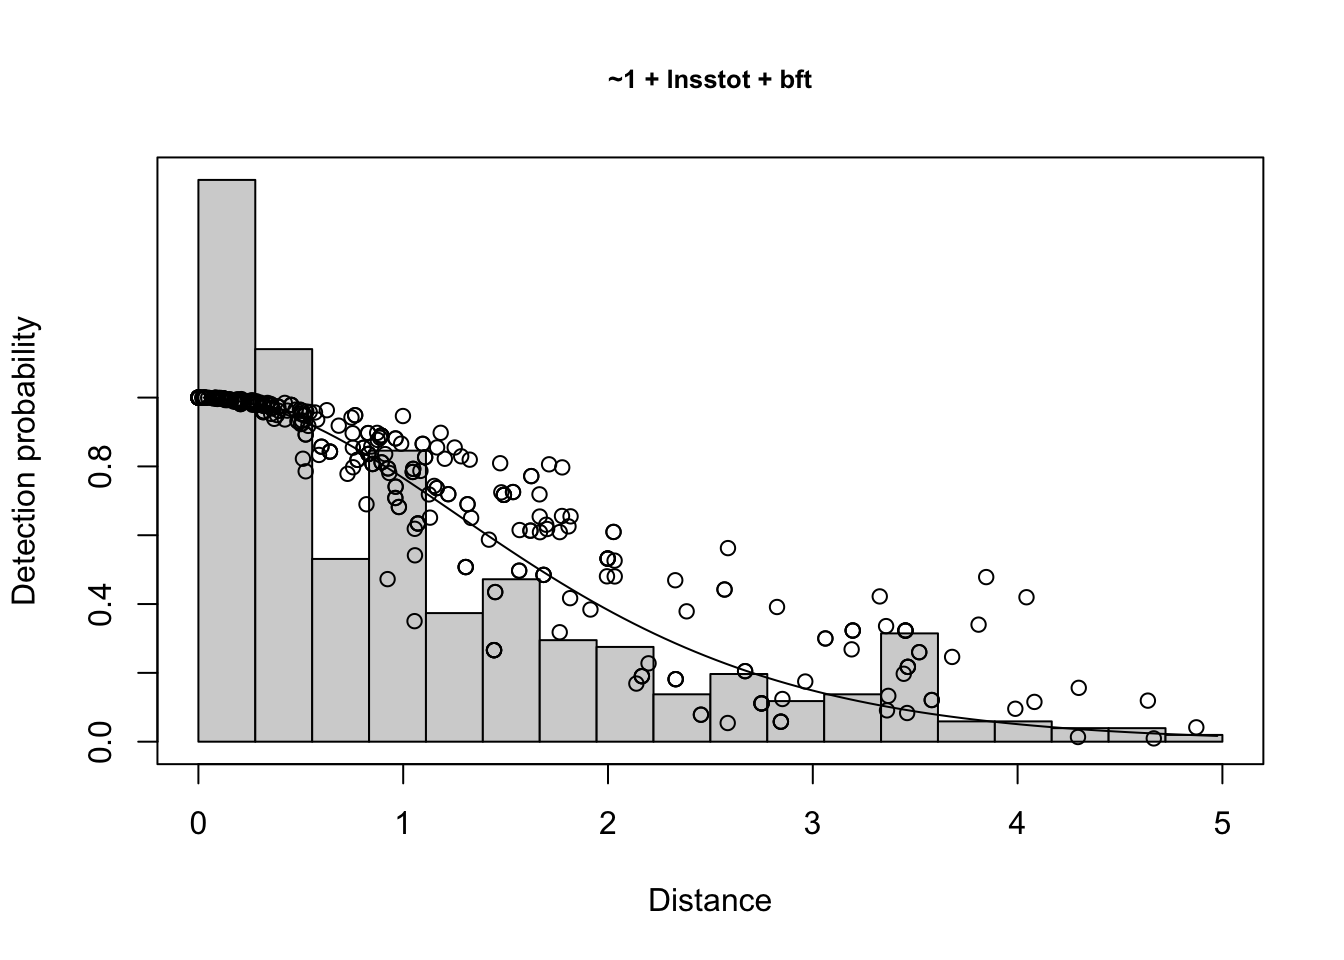 ~1 + lnsstot + bft
Detection probability
0.8
0.4
0.0
0 1 2 3 4 5
Distance